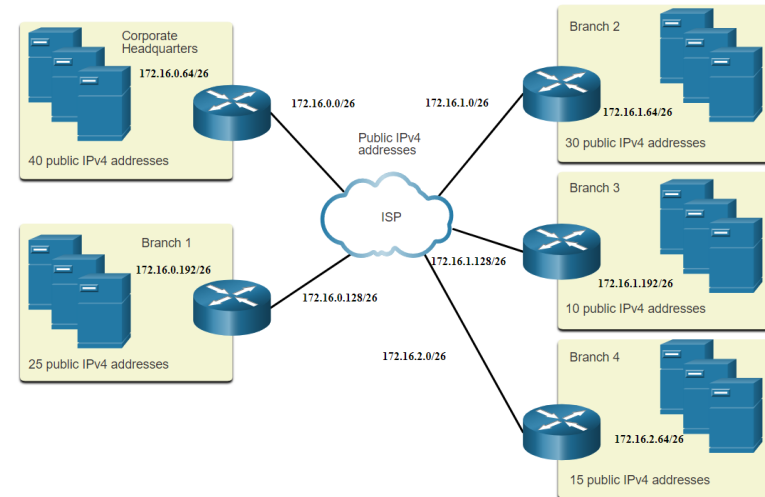 Corporate
Headquarters
172.16.0.64/26
40 public IPv4 addresses
172.16.0.0/26
Branch 1
172.16.0.192/26
25 public IPv4 addresses
172.16.0.128/26
Public IPv4
addresses
ISP
172.16.1.0/26
Branch 2
172.16.1.64/26
30 public IPv4 addresses
172.16.1.128/26
Branch 3
172.16.1.192/26
10 public IPv4 addresses
172.16.2.0/26
Branch 4
172.16.2.64/26
15 public IPv4 addresses